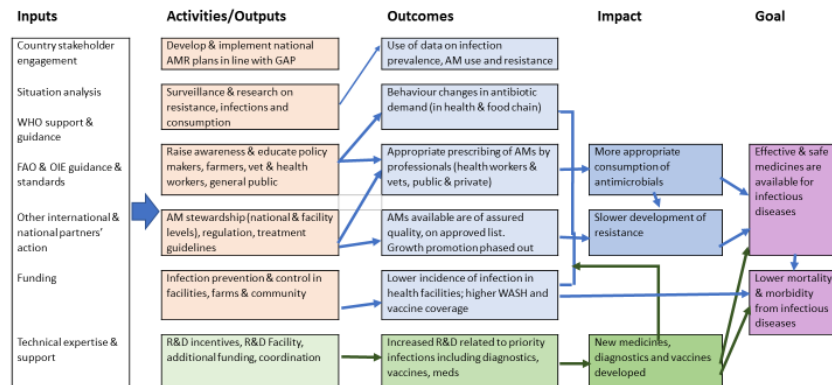 Inputs
Activities/Outputs
Outcomes
Impact
Goal
Country stakeholder
engagement
Situation analysis
WHO support &
guidance
FAO & OIE guidance &
standards
Other international &
national partners'
action
Funding
Technical expertise &
support
Develop & implement national
AMR plans in line with GAP
Surveillance & research on
resistance, infections and
consumption
Raise awareness & educate policy
makers, farmers, vet & health
workers, general public
AM stewardship (national & facility
levels), regulation, treatment
guidelines
Infection prevention & control in
facilities, farms & community
R&D incentives, R&D Facility,
additional funding, coordination
Use of data on infection
prevalence, AM use and resistance
Behaviour changes in antibiotic
demand (in health & food chain)
Appropriate prescribing of AMs by
professionals (health workers &
vets, public & private)
AMs available are of assured
quality, on approved list.
Growth promotion phased out
Lower incidence of infection in
health facilities; higher WASH and
vaccine coverage
Increased R&D related to priority
infections including diagnostics,
vaccines, meds
More appropriate
consumption of
antimicrobials
Slower development of
resistance
New medicines,
diagnostics and vaccines
developed
Effective & safe
medicines are
available for
infectious
diseases
Lower mortality
& morbidity
from infectious
diseases